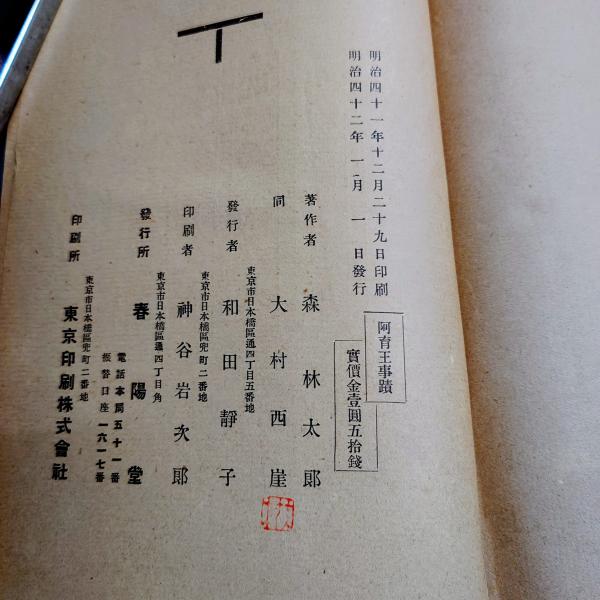 明治四十一年十二月二十九日印刷
明治四十二年一月一日發行
阿育王事蹟
實價金壹圓五拾錢
著作者 森林太郎
同 大村西崖
東京市日本橋區通四丁目五番地
發行者 和田靜子
東京市日本橋區兜町二番地
印刷者 神谷岩次郎
東京市日本橋區通四丁目角
發行所 春陽堂
電話本局五十一番
振替口座一六一七番
東京市日本橋區兜町二番地
印刷所 東京印刷株式會社